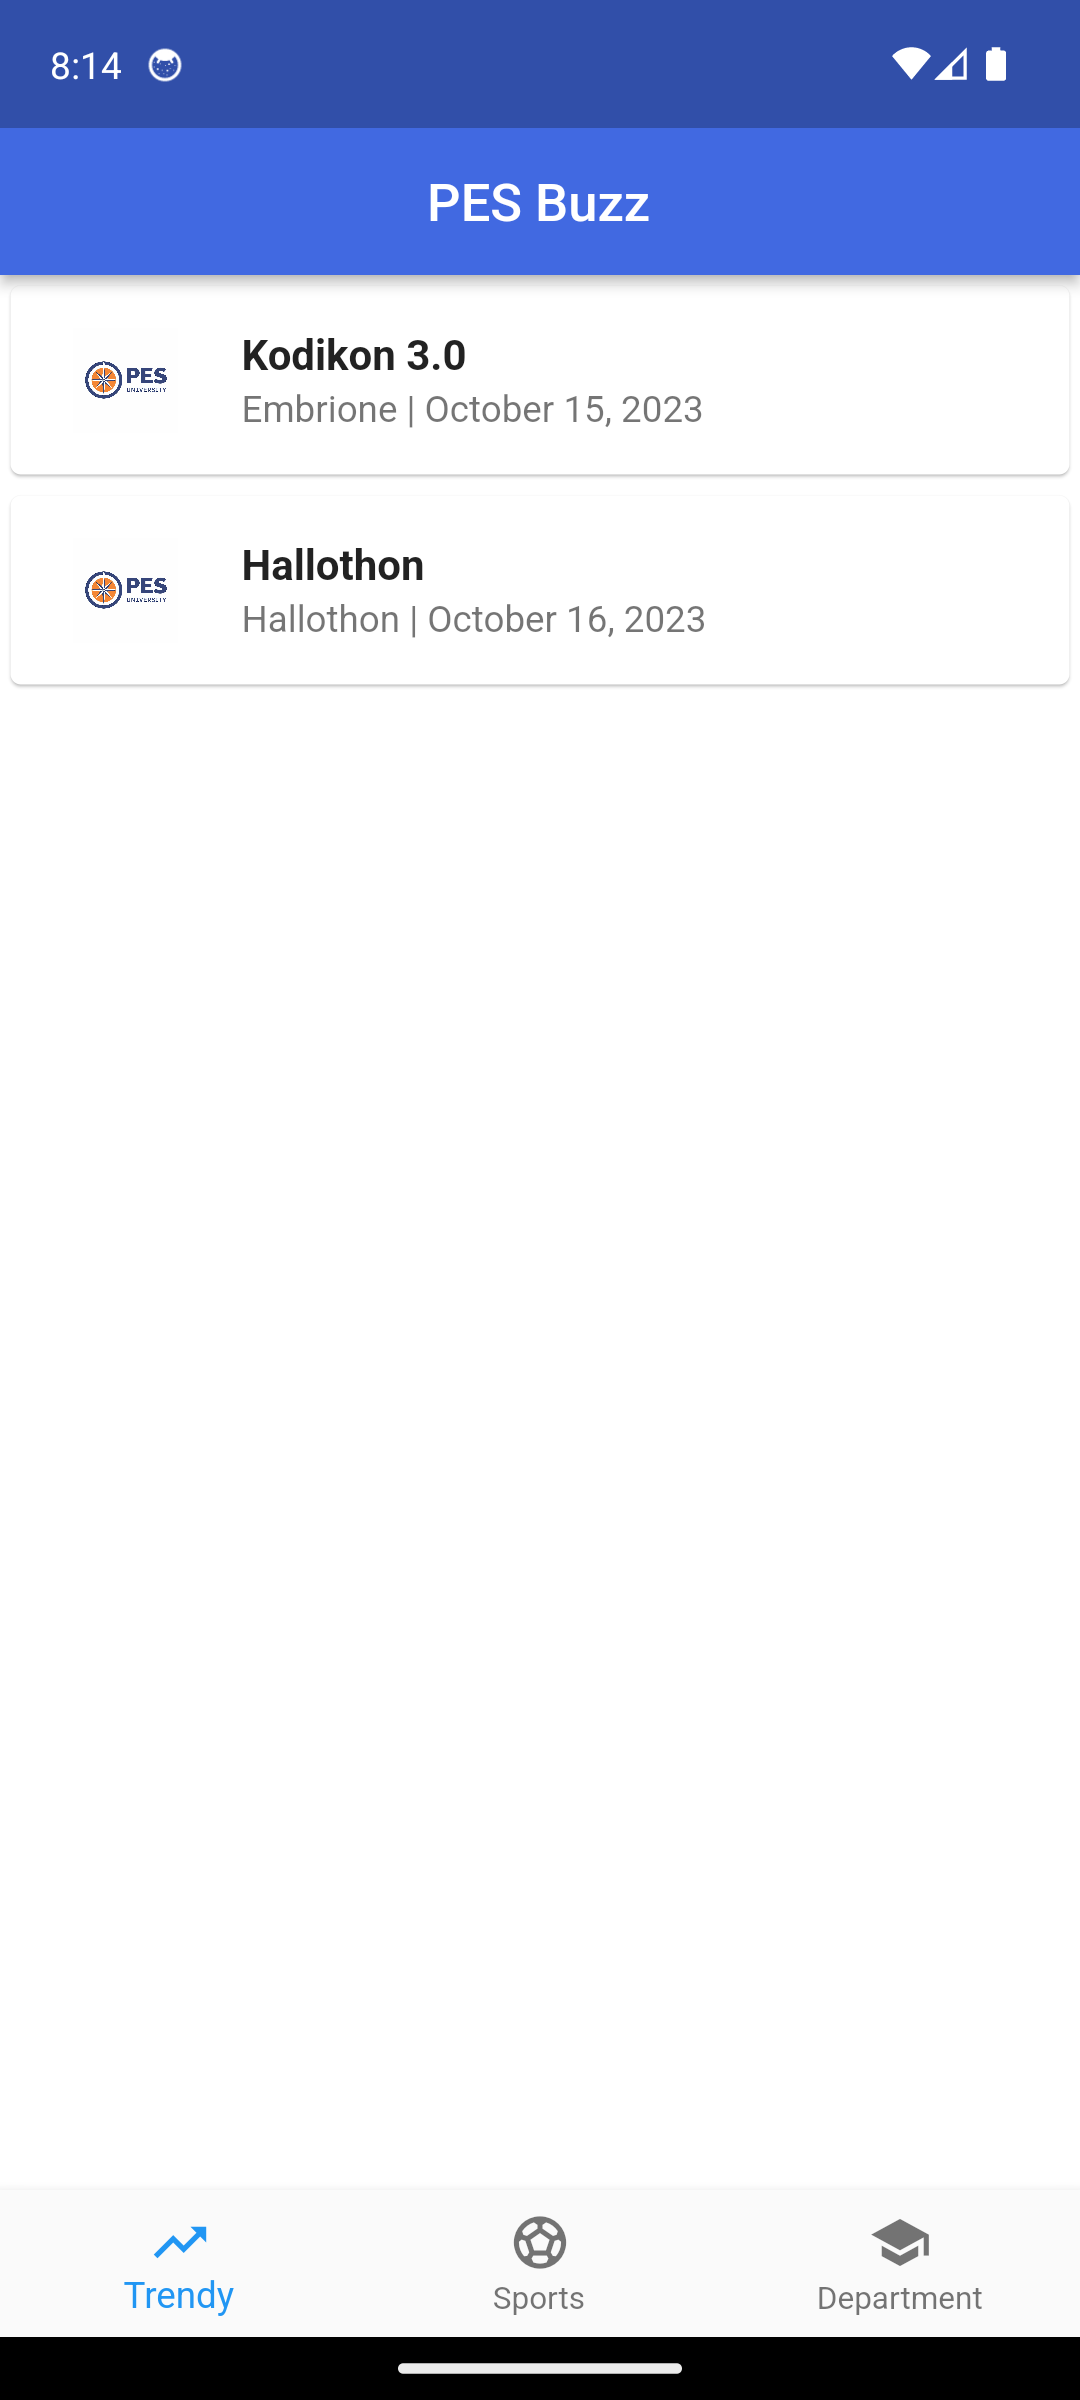 8:14
PES Buzz
PES
UNIVERSITY
Kodikon 3.0
Embrione | October 15, 2023
PES
UNIVERSITY
Hallothon
Hallothon | October 16, 2023
Trendy
Sports
Department